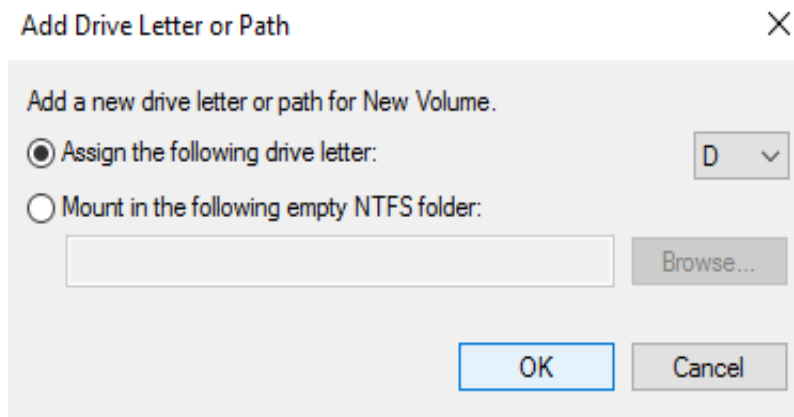 Add Drive Letter or Path
Add a new drive letter or path for New Volume.
Assign the following drive letter: D
Mount in the following empty NTFS folder:
Browse...
OK Cancel